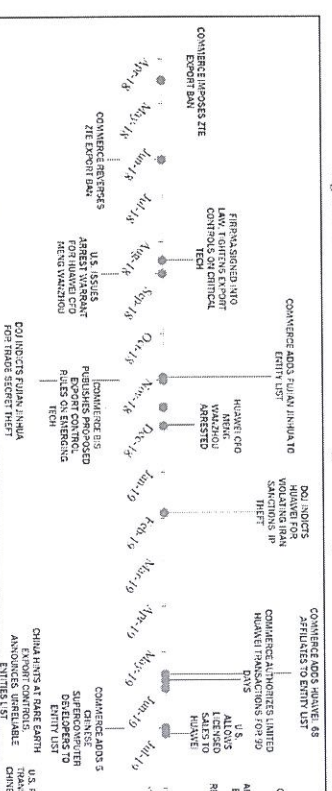 COMMERCE IMPOSES ZTE
EXPORT BAN
COMMERCE REVERSES
ZTE EXPORT BAN
FIRRMA SIGNED INTO
LAW, TIGHTENS EXPORT
CONTROLS ON CRITICAL
TECH
U.S. ISSUES
ARREST WARRANT
FOR HUAWEI CFO
MENG WANZHOU
COMMERCE ADDS FUJIAN JINHUA TO
ENTITY LIST
DOJ INDICTS FUJIAN JINHUA
FOR TRADE SECRET THEFT
COMMERCE BIS
PUBLISHES PROPOSED
EXPORT CONTROL
RULES ON EMERGING
TECH
HUAWEI CFO
MENG
WANZHOU
ARRESTED
DOJ INDICTS
HUAWEI FOR
VIOLATING IRAN
SANCTIONS, IP
THEFT
COMMERCE ADDS HUAWEI, 68
AFFILIATES TO ENTITY LIST
COMMERCE AUTHORIZES LIMITED
HUAWEI TRANSACTIONS FOR 90
DAYS
CHINA HINTS AT RARE EARTH
EXPORT CONTROLS,
ANNOUNCES UNRELIABLE
ENTITIES LIST
COMMERCE ADDS 5
CHINESE
SUPERCOMPUTER
DEVELOPERS TO
ENTITY LIST
U.S.
ALLOWS
LICENSED
SALES TO
HUAWEI
Apr-18
May-18
Jun-18
Jul-18
Aug-18
Sep-18
Oct-18
Nov-18
Dec-18
Jan-19
Feb-19
Mar-19
Apr-19
May-19
Jun-19
Jul-19